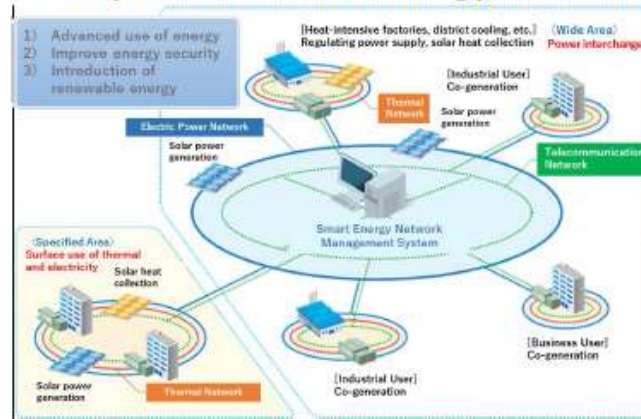 1) Advanced use of energy
2) Improve energy security
3) Introduction of
renewable energy
[Heat-intensive factories, district cooling, etc.]
Regulating power supply, solar heat collection
(Wide Area)
Power interchange
[Industrial User]
Co-generation
Thermal
Network
Solar power
generation
Electric Power Network
Solar power
generation
Telecommunication
Network
Smart Energy Network
Management System
(Specified Area)
Surface use of thermal
and electricity
Solar heat
collection
Solar power
generation
Thermal Network
[Industrial User]
Co-generation
[Business User]
Co-generation